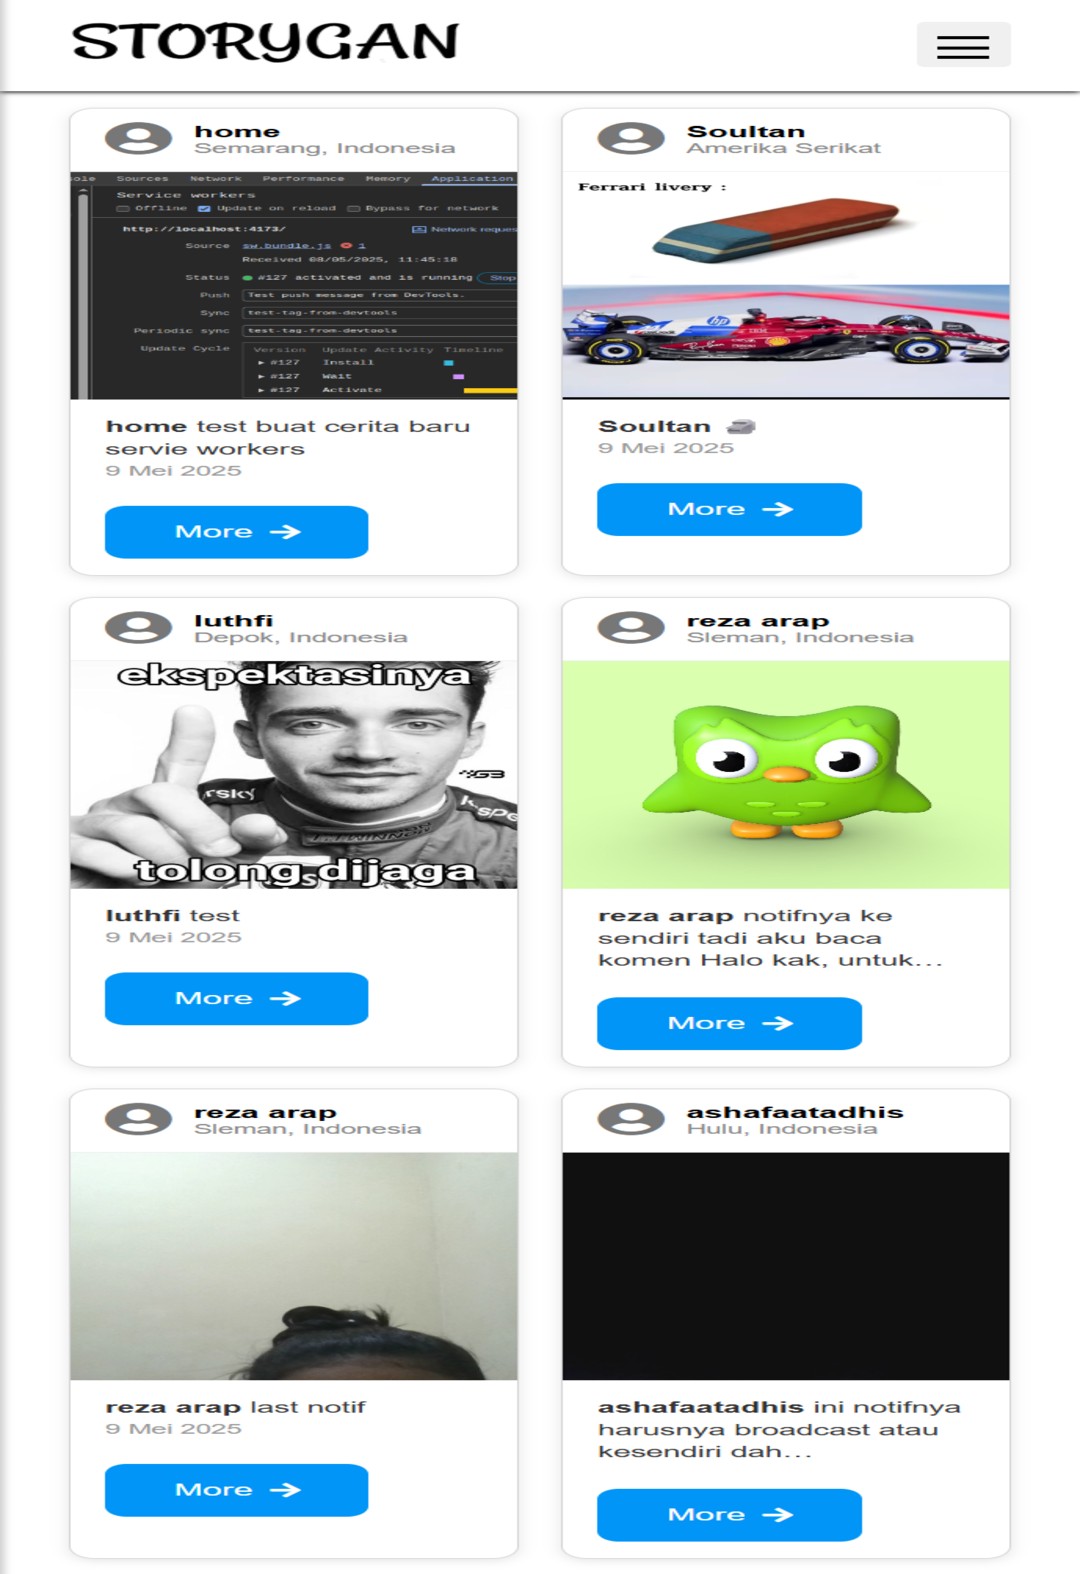 STORYGAN
home
Semarang, Indonesia
Sources Network Performance Memory Application
Service workers
Offline Update on reload Bypass for network
http://localhost:4173/ Network
Source sw.bundle.js 1
Received 08/05/2025, 11:45:18
Status #127 activated and is running Stop
Push Test push message from DevTools.
Sync test-tag-from-devtools
Periodic sync test-tag-from-devtools
Update Cycle Version Update Activity Timeline
#127 Install
#127 Wait
#127 Activate
home test buat cerita baru
servie workers
9 Mei 2025
More →
Soultan
Amerika Serikat
Ferrari livery :
hp
IBM
Soultan 🗿
9 Mei 2025
More →
luthfi
Depok, Indonesia
ekspektasinya
tolong dijaga
luthfi test
9 Mei 2025
More →
reza arap
Sleman, Indonesia
reza arap notifnya ke
sendiri tadi aku baca
komen Halo kak, untuk...
More →
reza arap
Sleman, Indonesia
reza arap last notif
9 Mei 2025
More →
ashafaatadhis
Hulu, Indonesia
ashafaatadhis ini notifnya
harusnya broadcast atau
kesendiri dah...
More →